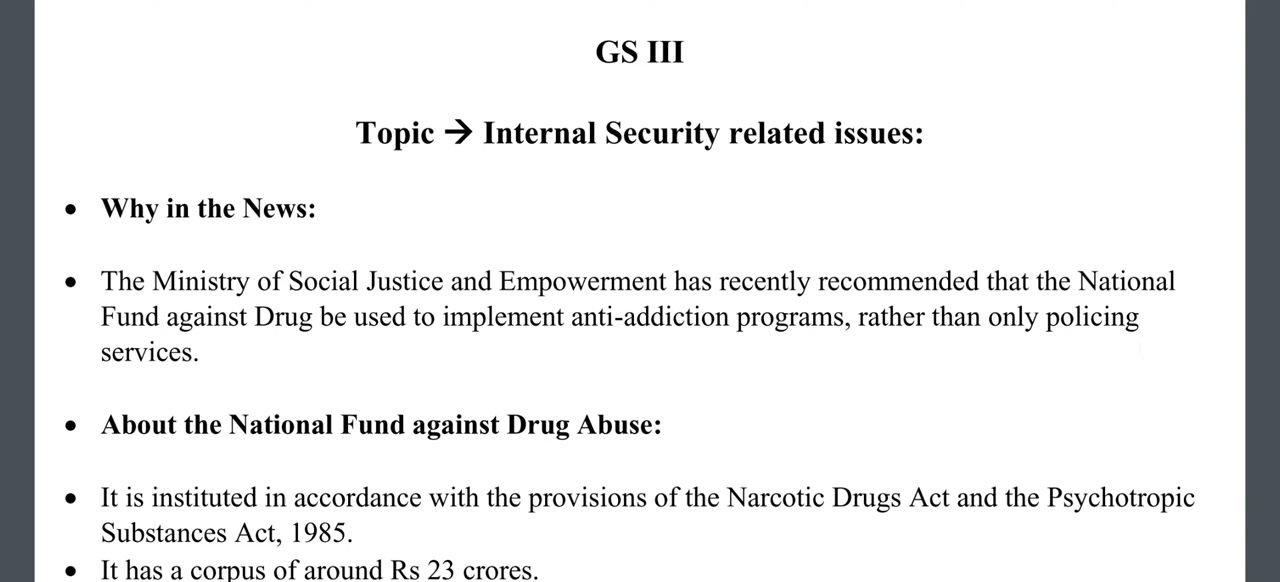 GS III
Topic → Internal Security related issues:
• Why in the News:
• The Ministry of Social Justice and Empowerment has recently recommended that the National
Fund against Drug be used to implement anti-addiction programs, rather than only policing
services.
• About the National Fund against Drug Abuse:
• It is instituted in accordance with the provisions of the Narcotic Drugs Act and the Psychotropic
Substances Act, 1985.
• It has a corpus of around Rs 23 crores.